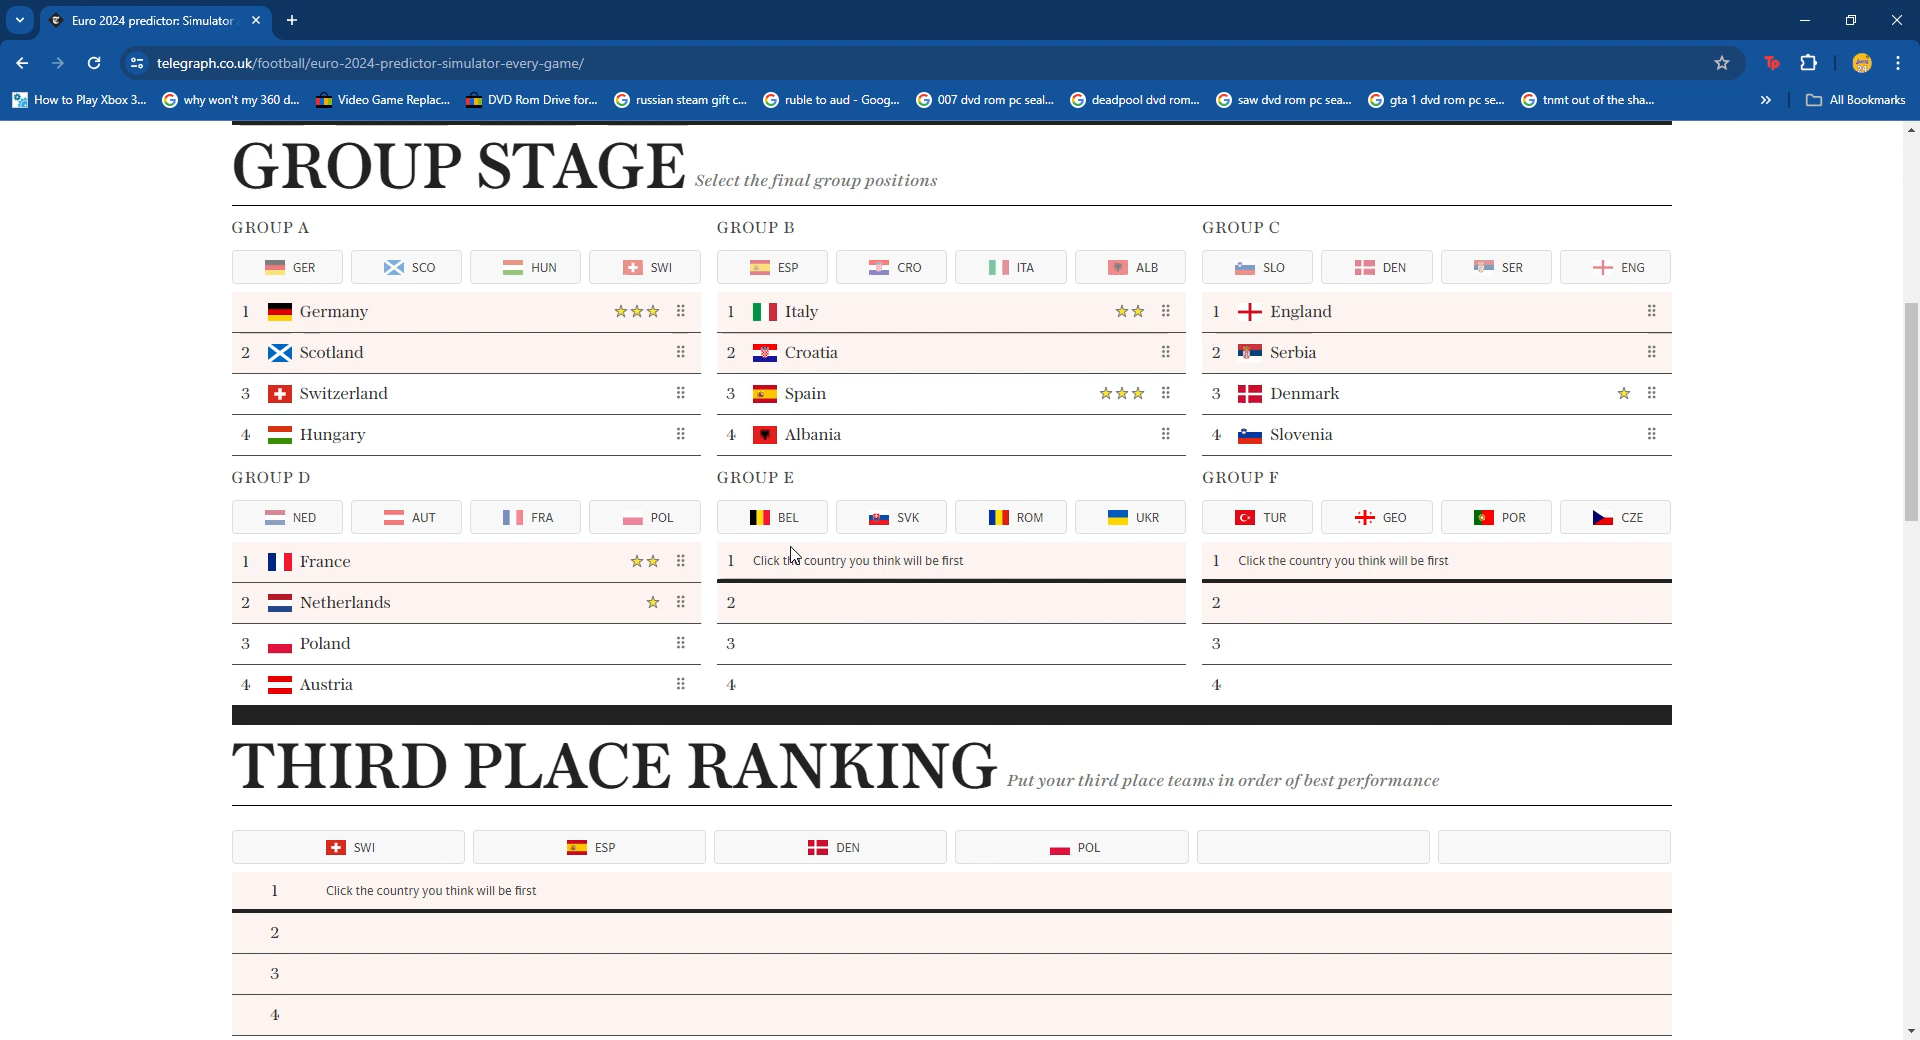 Euro 2024 predictor: Simulator
telegraph.co.uk/football/euro-2024-predictor-simulator-every-game/
Tp
How to Play Xbox 3... why won't my 360 d... Video Game Replac... DVD Rom Drive for... russian steam gift c... ruble to aud - Goog... 007 dvd rom pc seal... deadpool dvd rom... saw dvd rom pc sea... gta 1 dvd rom pc se... tnmt out of the sha... » All Bookmarks
GROUP STAGE Select the final group positions
GROUP A
GER SCO HUN SWI
1 Germany
2 Scotland
3 Switzerland
4 Hungary
GROUP B
ESP CRO ITA ALB
1 Italy
2 Croatia
3 Spain
4 Albania
GROUP C
SLO DEN SER ENG
1 England
2 Serbia
3 Denmark
4 Slovenia
GROUP D
NED AUT FRA POL
1 France
2 Netherlands
3 Poland
4 Austria
GROUP E
BEL SVK ROM UKR
1 Click the country you think will be first
2
3
4
GROUP F
TUR GEO POR CZE
1 Click the country you think will be first
2
3
4
THIRD PLACE RANKING Put your third place teams in order of best performance
SWI ESP DEN POL
1 Click the country you think will be first
2
3
4